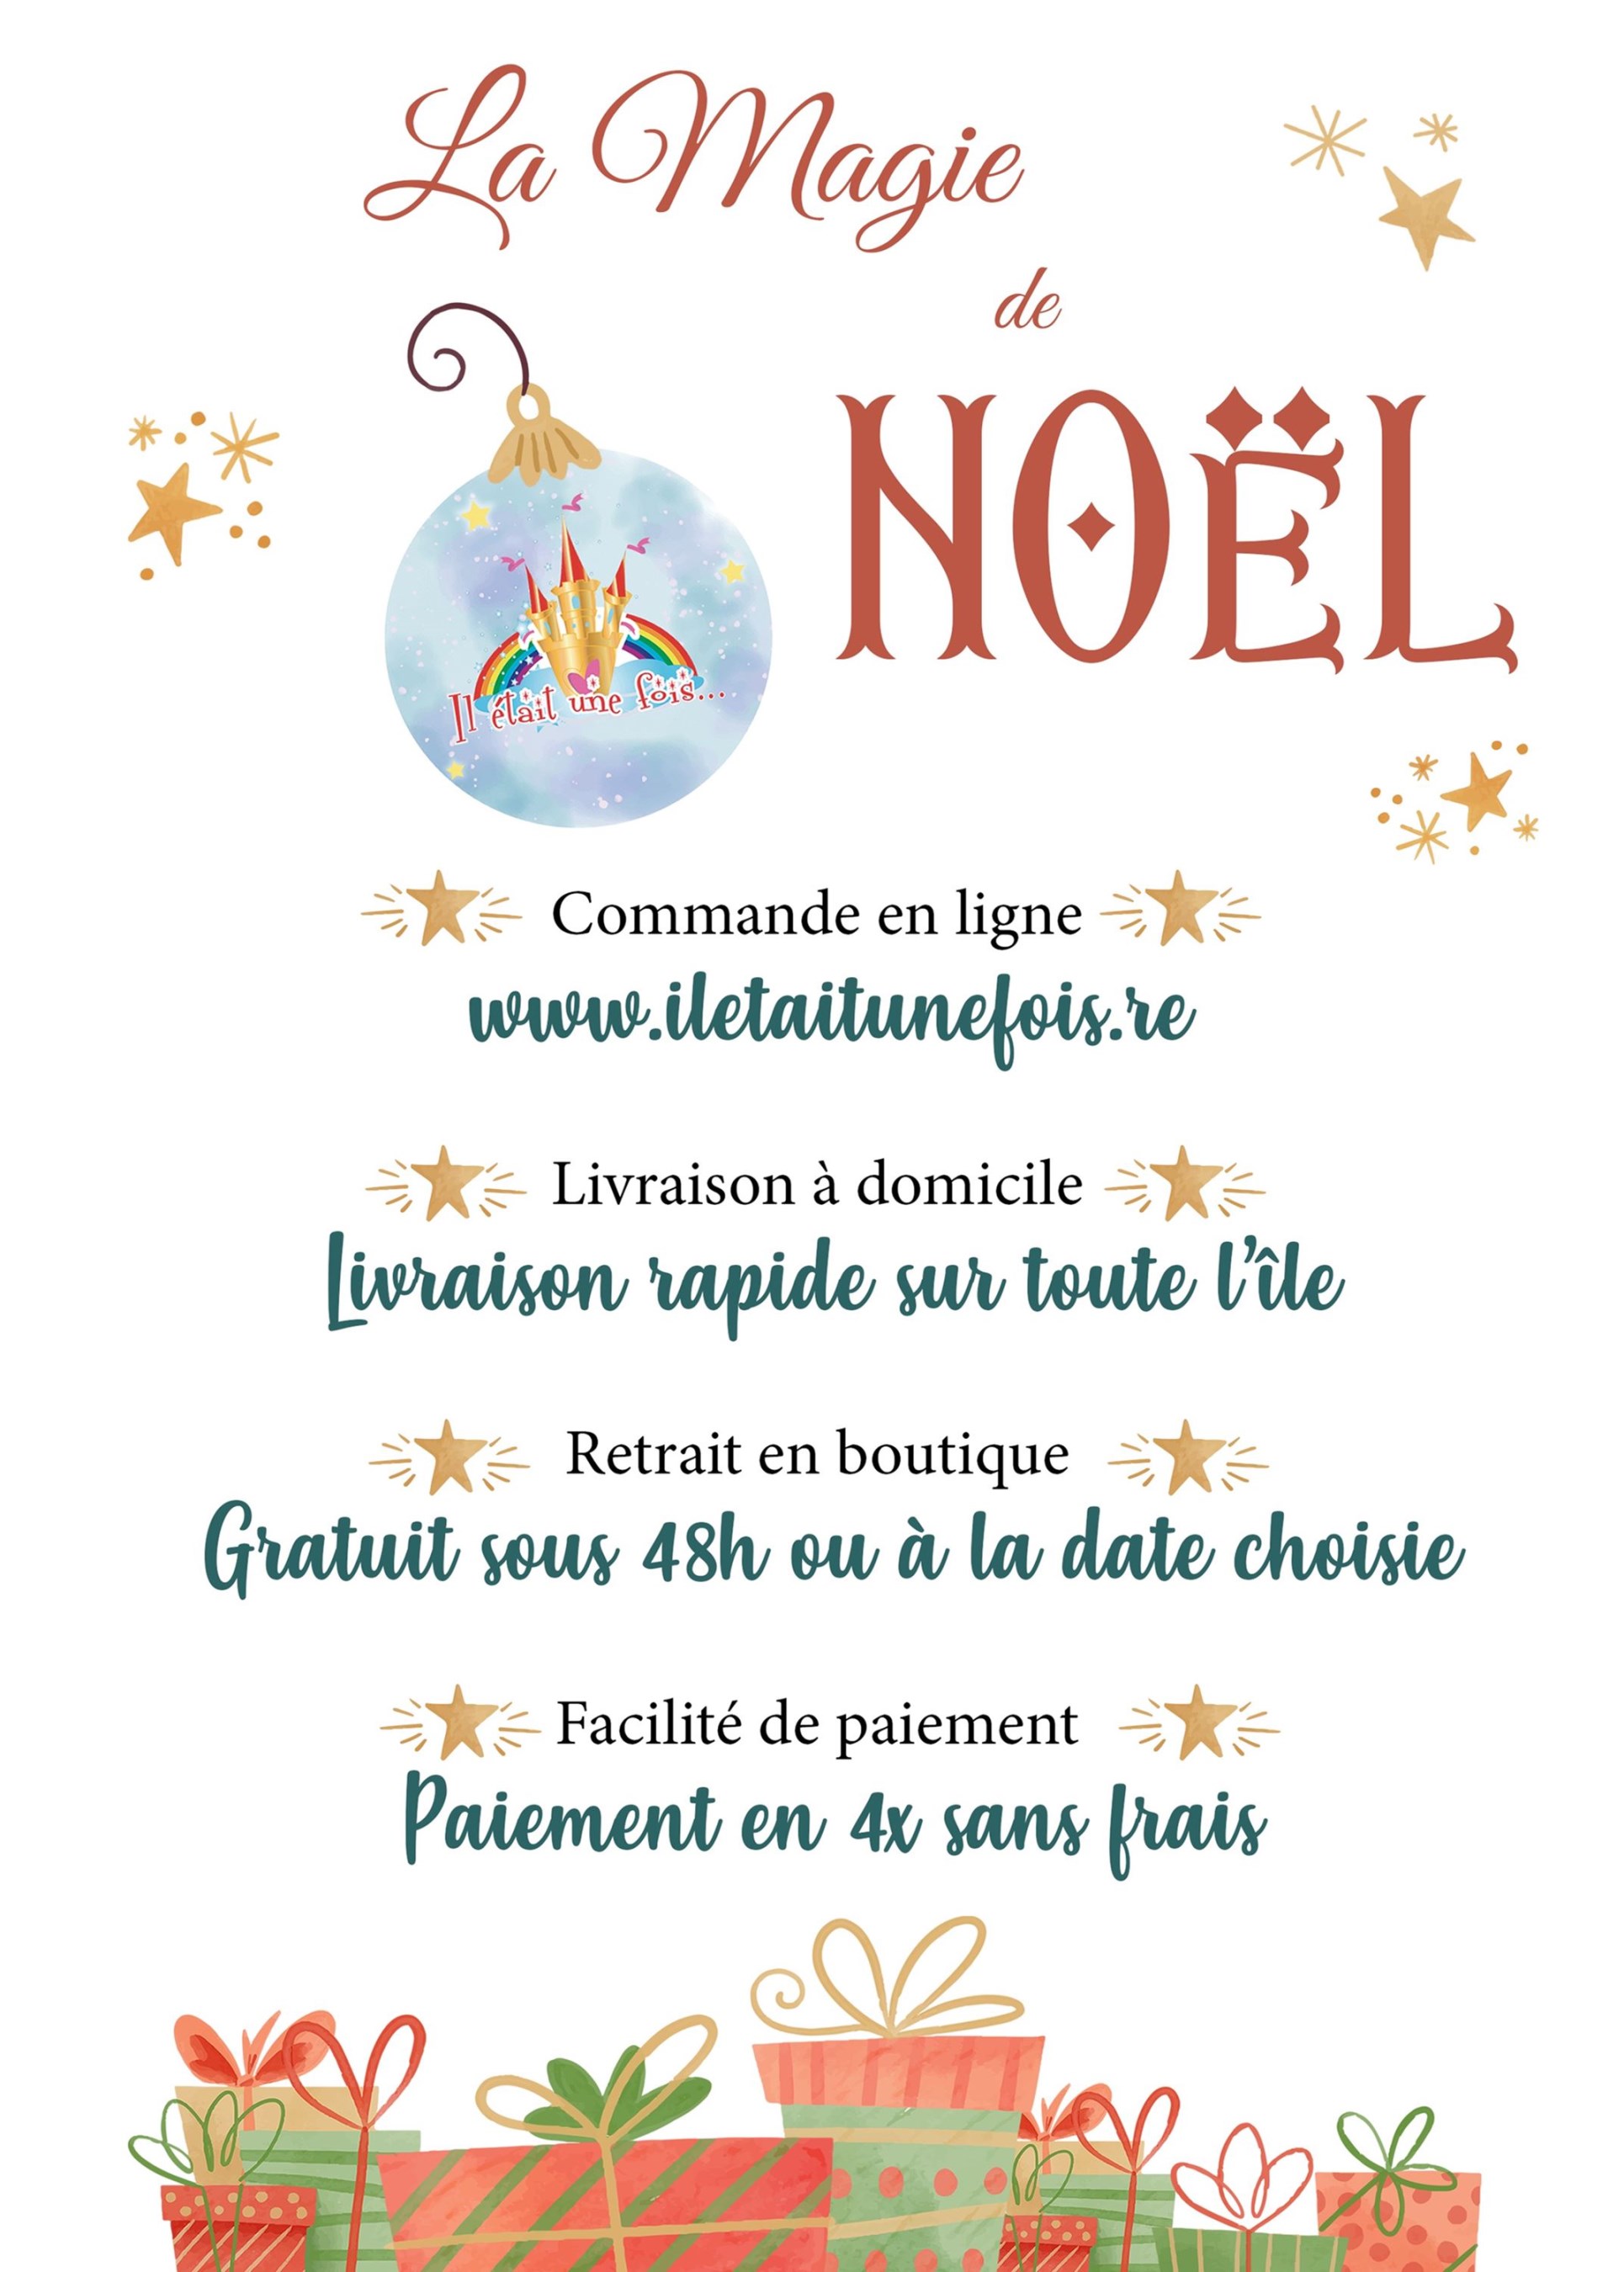 La Magie
de
NOËL
Il était une fois...
Commande en ligne
www.iletaitunefois.re
Livraison à domicile
Livraison rapide sur toute l'île
Retrait en boutique
Gratuit sous 48h ou à la date choisie
Facilité de paiement
Paiement en 4x sans frais